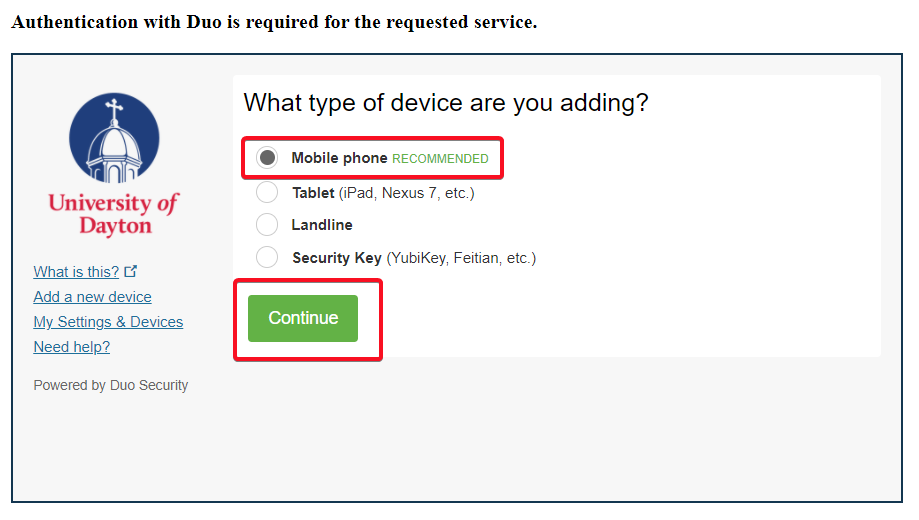 Authentication with Duo is required for the requested service.
University of
Dayton
What is this?
Add a new device
My Settings & Devices
Need help?
Powered by Duo Security
What type of device are you adding?
Mobile phone RECOMMENDED
Tablet (iPad, Nexus 7, etc.)
Landline
Security Key (YubiKey, Feitian, etc.)
Continue